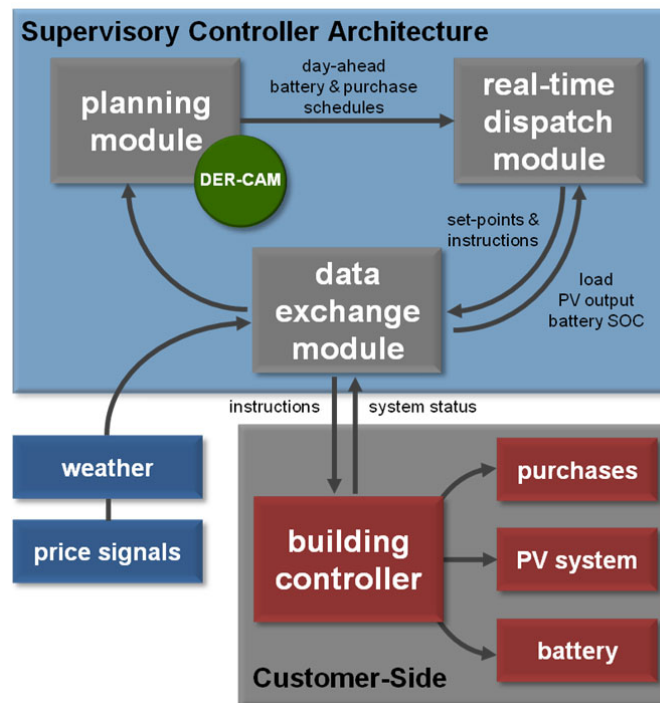 Supervisory Controller Architecture
day-ahead
battery & purchase
schedules
planning
module
DER-CAM
real-time
dispatch
module
set-points &
instructions
data
exchange
module
load
PV output
battery SOC
instructions
system status
weather
price signals
building
controller
purchases
PV system
battery
Customer-Side